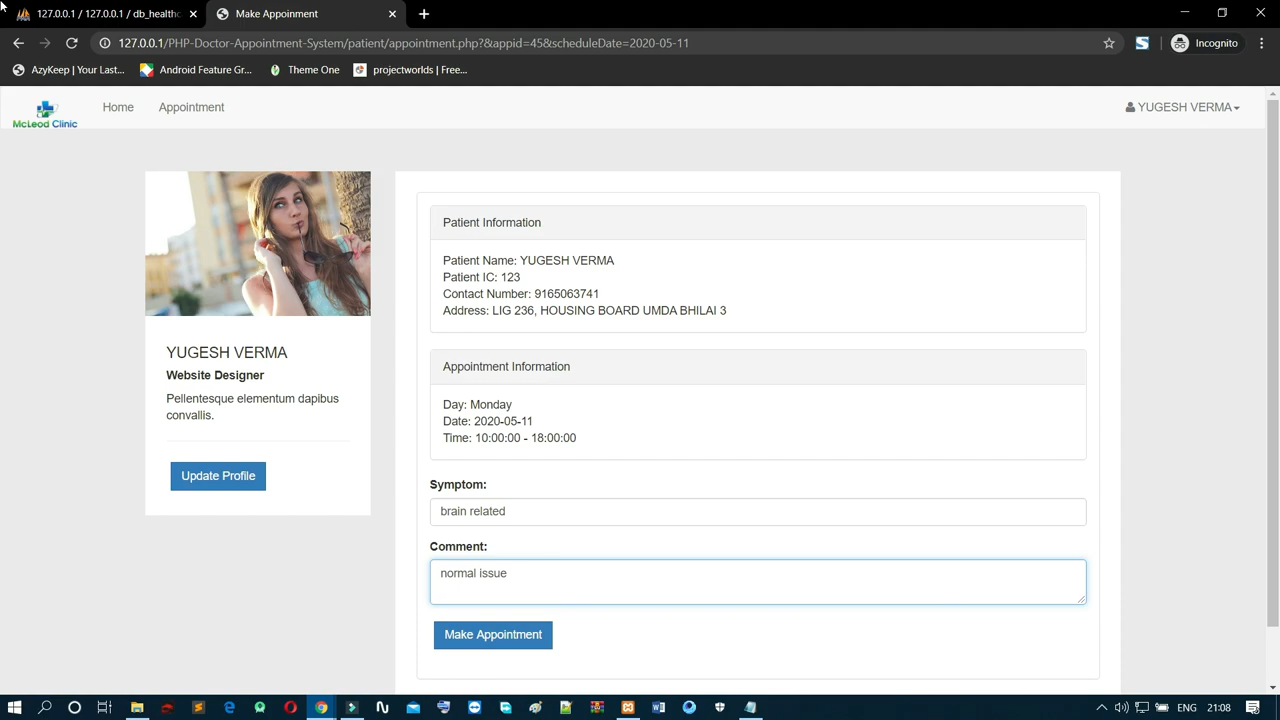 127.0.0.1 / 127.0.0.1 / db_healthc
Make Appoinment
127.0.0.1/PHP-Doctor-Appointment-System/patient/appointment.php?&appid=45&scheduleDate=2020-05-11
Incognito
AzyKeep | Your Last...
Android Feature Gr...
Theme One
projectworlds | Free...
McLeod Clinic
Home
Appointment
YUGESH VERMA
Patient Information
Patient Name: YUGESH VERMA
Patient IC: 123
Contact Number: 9165063741
Address: LIG 236, HOUSING BOARD UMDA BHILAI 3
YUGESH VERMA
Website Designer
Pellentesque elementum dapibus
convallis.
Update Profile
Appointment Information
Day: Monday
Date: 2020-05-11
Time: 10:00:00 - 18:00:00
Symptom:
brain related
Comment:
normal issue
Make Appointment
ENG
21:08